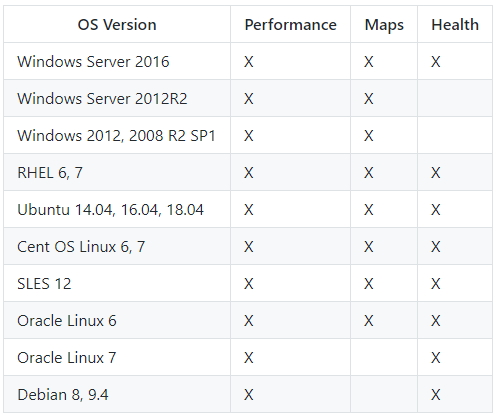 OS Version Performance Maps Health
Windows Server 2016 X X X
Windows Server 2012R2 X X
Windows 2012, 2008 R2 SP1 X X
RHEL 6, 7 X X X
Ubuntu 14.04, 16.04, 18.04 X X X
Cent OS Linux 6, 7 X X X
SLES 12 X X X
Oracle Linux 6 X X X
Oracle Linux 7 X X
Debian 8, 9.4 X X